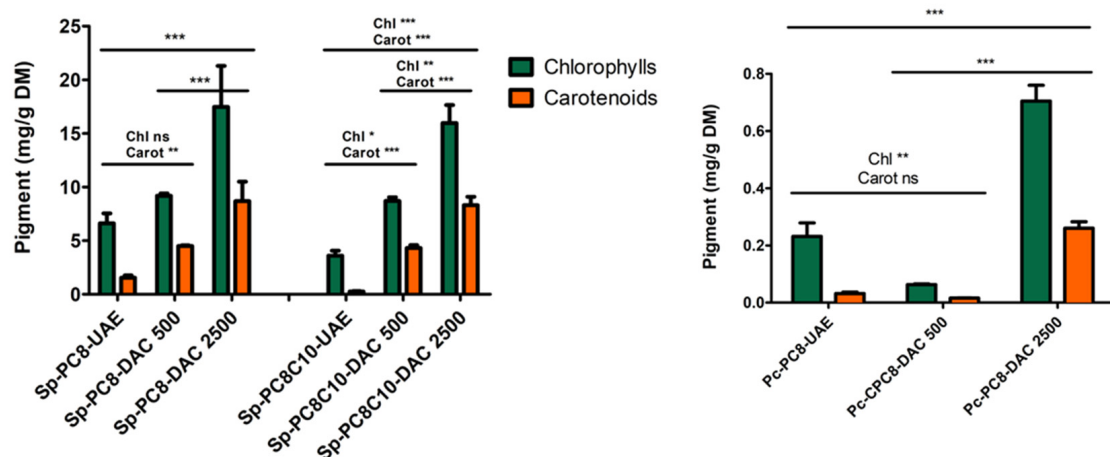 ***
***
Chl ns
Carot **
Chl ***
Carot ***
Chl **
Carot ***
Chl *
Carot ***
Pigment (mg/g DM)
25
20
15
10
5
0
Sp-PC8-UAE
Sp-PC8-DAC 500
Sp-PC8-DAC 2500
Sp-PC8C10-UAE
Sp-PC8C10-DAC 500
Sp-PC8C10-DAC 2500
Chlorophylls
Carotenoids
***
***
Chl **
Carot ns
Pigment (mg/g DM)
0.8
0.6
0.4
0.2
0.0
Pc-PC8-UAE
Pc-CPC8-DAC 500
Pc-PC8-DAC 2500